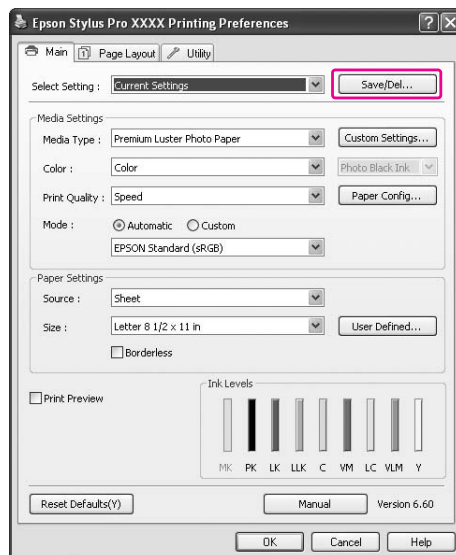 Epson Stylus Pro XXXX Printing Preferences
Main Page Layout Utility
Select Setting : Current Settings Save/Del...
Media Settings
Media Type : Premium Luster Photo Paper Custom Settings...
Color : Color Photo Black Ink
Print Quality : Speed Paper Config...
Mode : Automatic Custom
EPSON Standard (sRGB)
Paper Settings
Source : Sheet
Size : Letter 8 1/2 x 11 in User Defined...
Borderless
Print Preview
Ink Levels
MK PK LK LLK C VM LC VLM Y
Reset Defaults(Y) Manual Version 6.60
OK Cancel Help